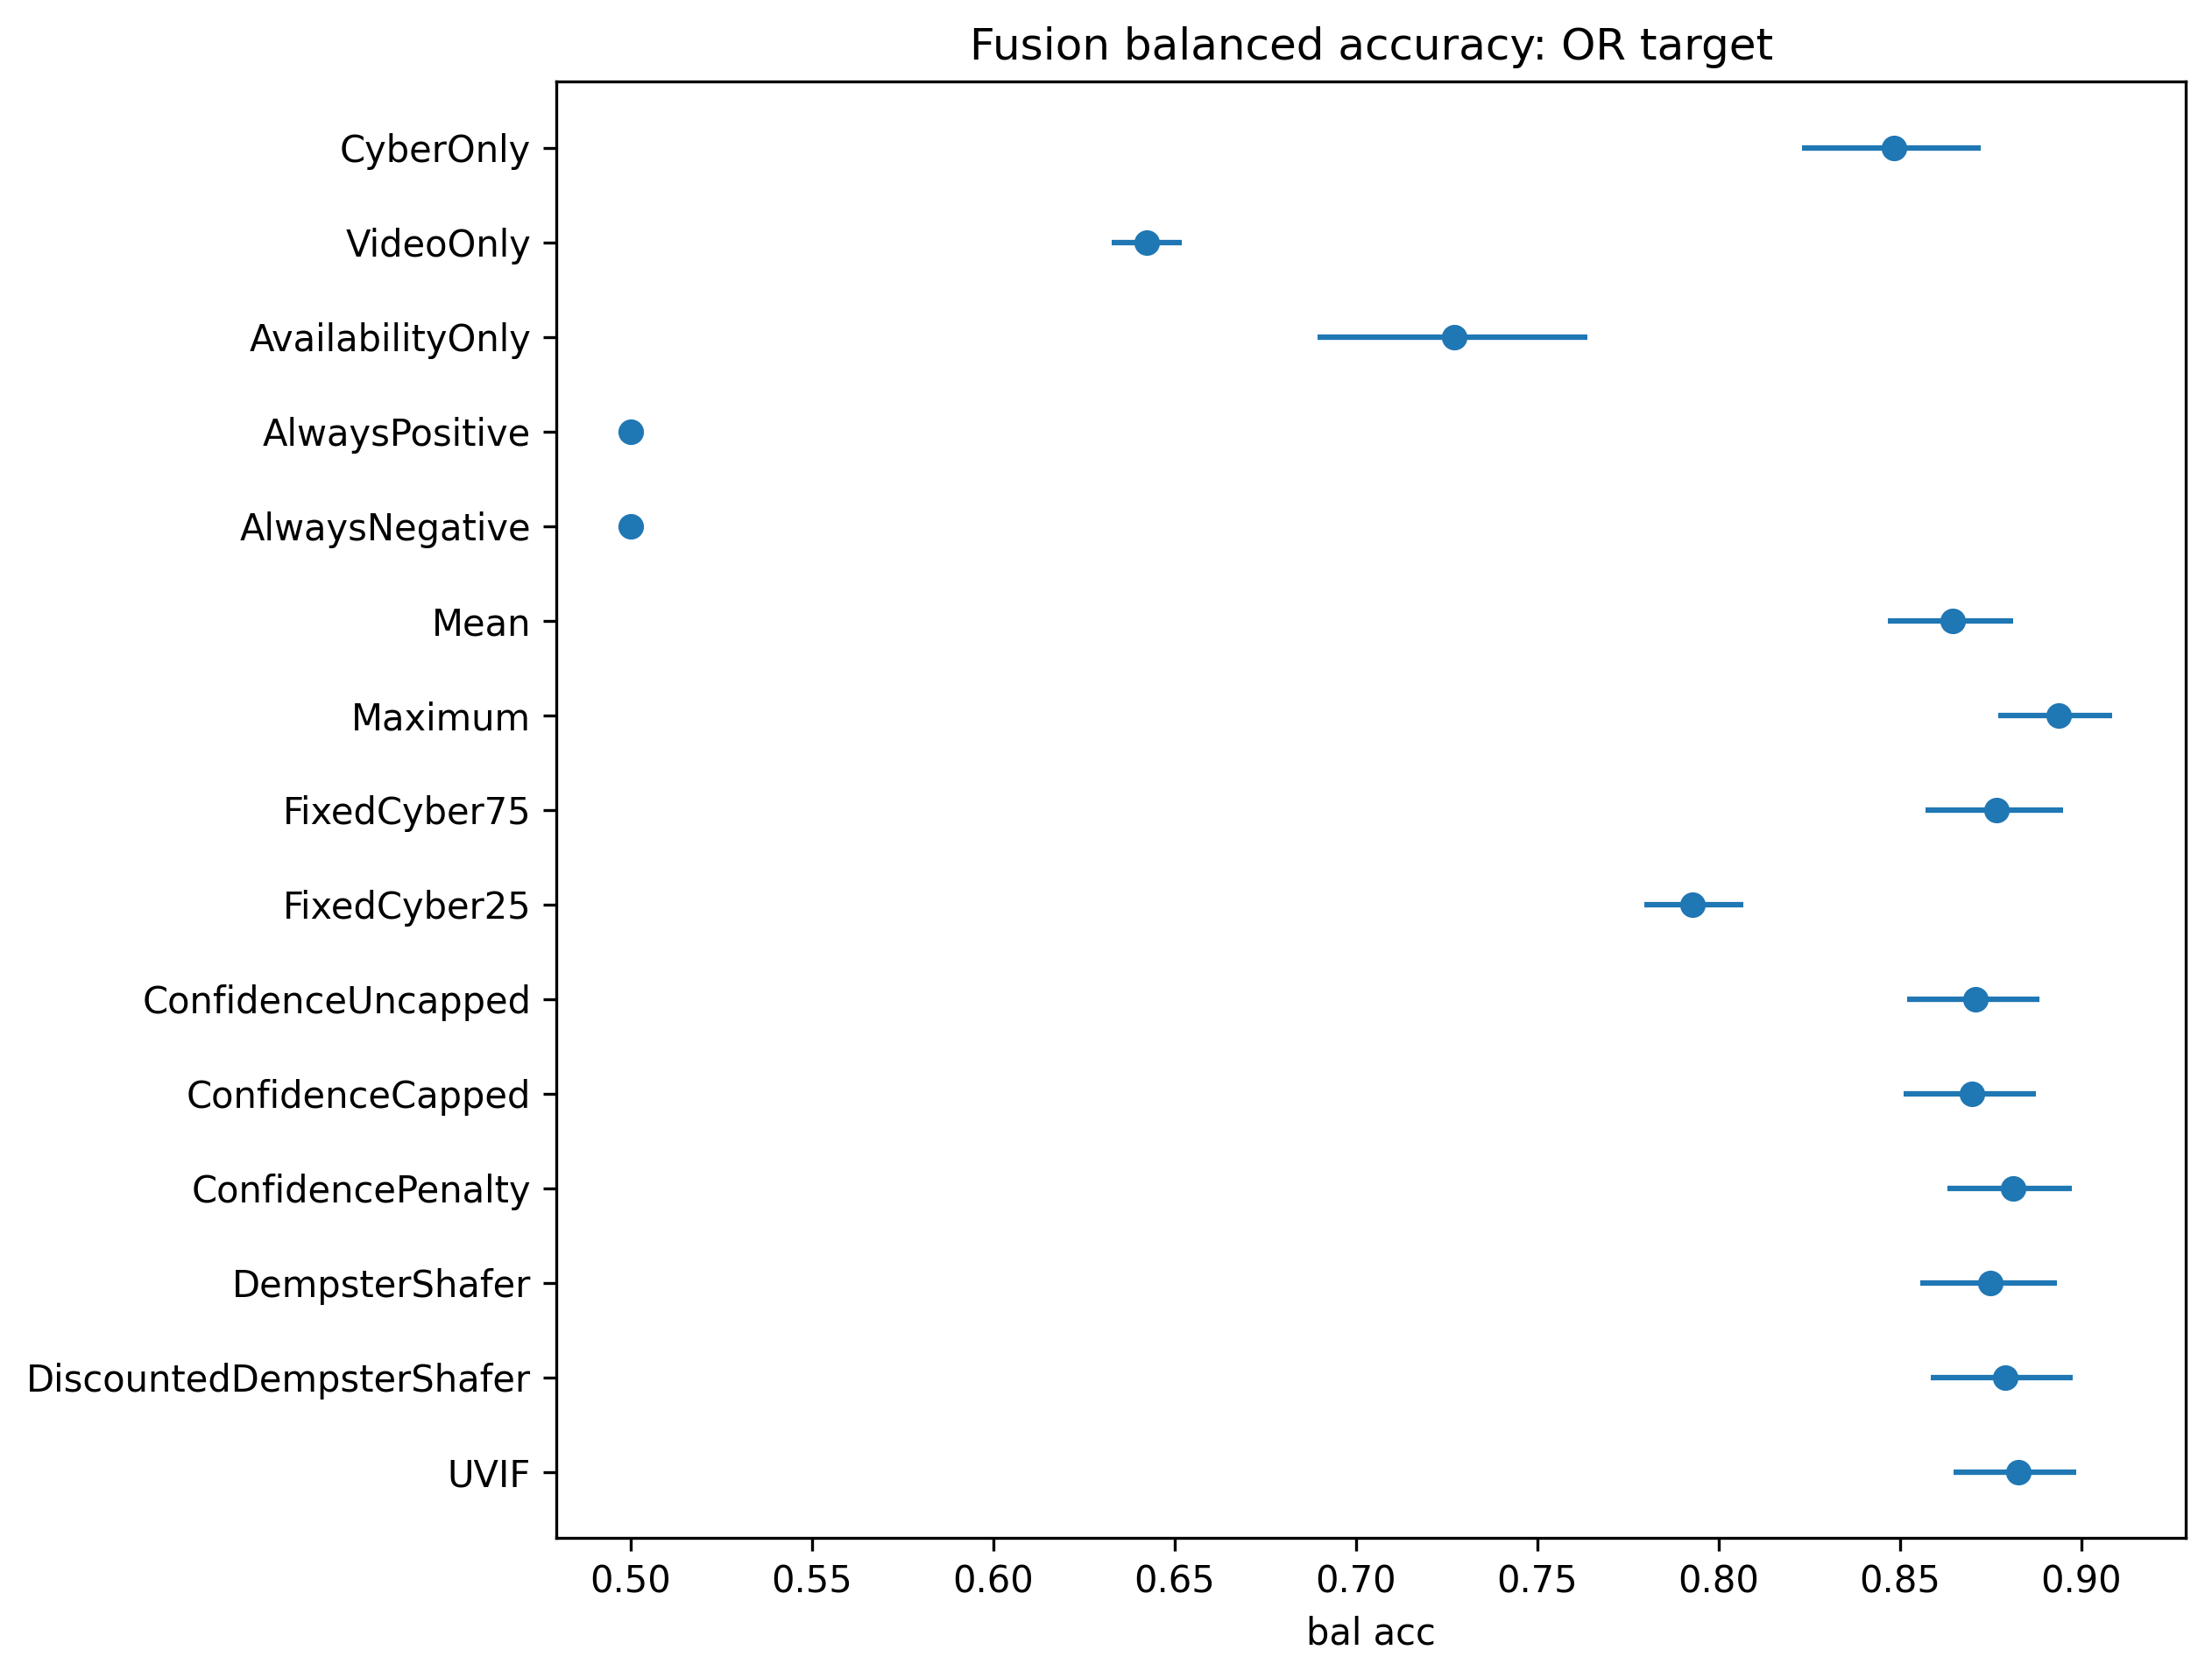 Fusion balanced accuracy: OR target
CyberOnly
VideoOnly
AvailabilityOnly
AlwaysPositive
AlwaysNegative
Mean
Maximum
FixedCyber75
FixedCyber25
ConfidenceUncapped
ConfidenceCapped
ConfidencePenalty
DempsterShafer
DiscountedDempsterShafer
UVIF
0.50 0.55 0.60 0.65 0.70 0.75 0.80 0.85 0.90
bal acc